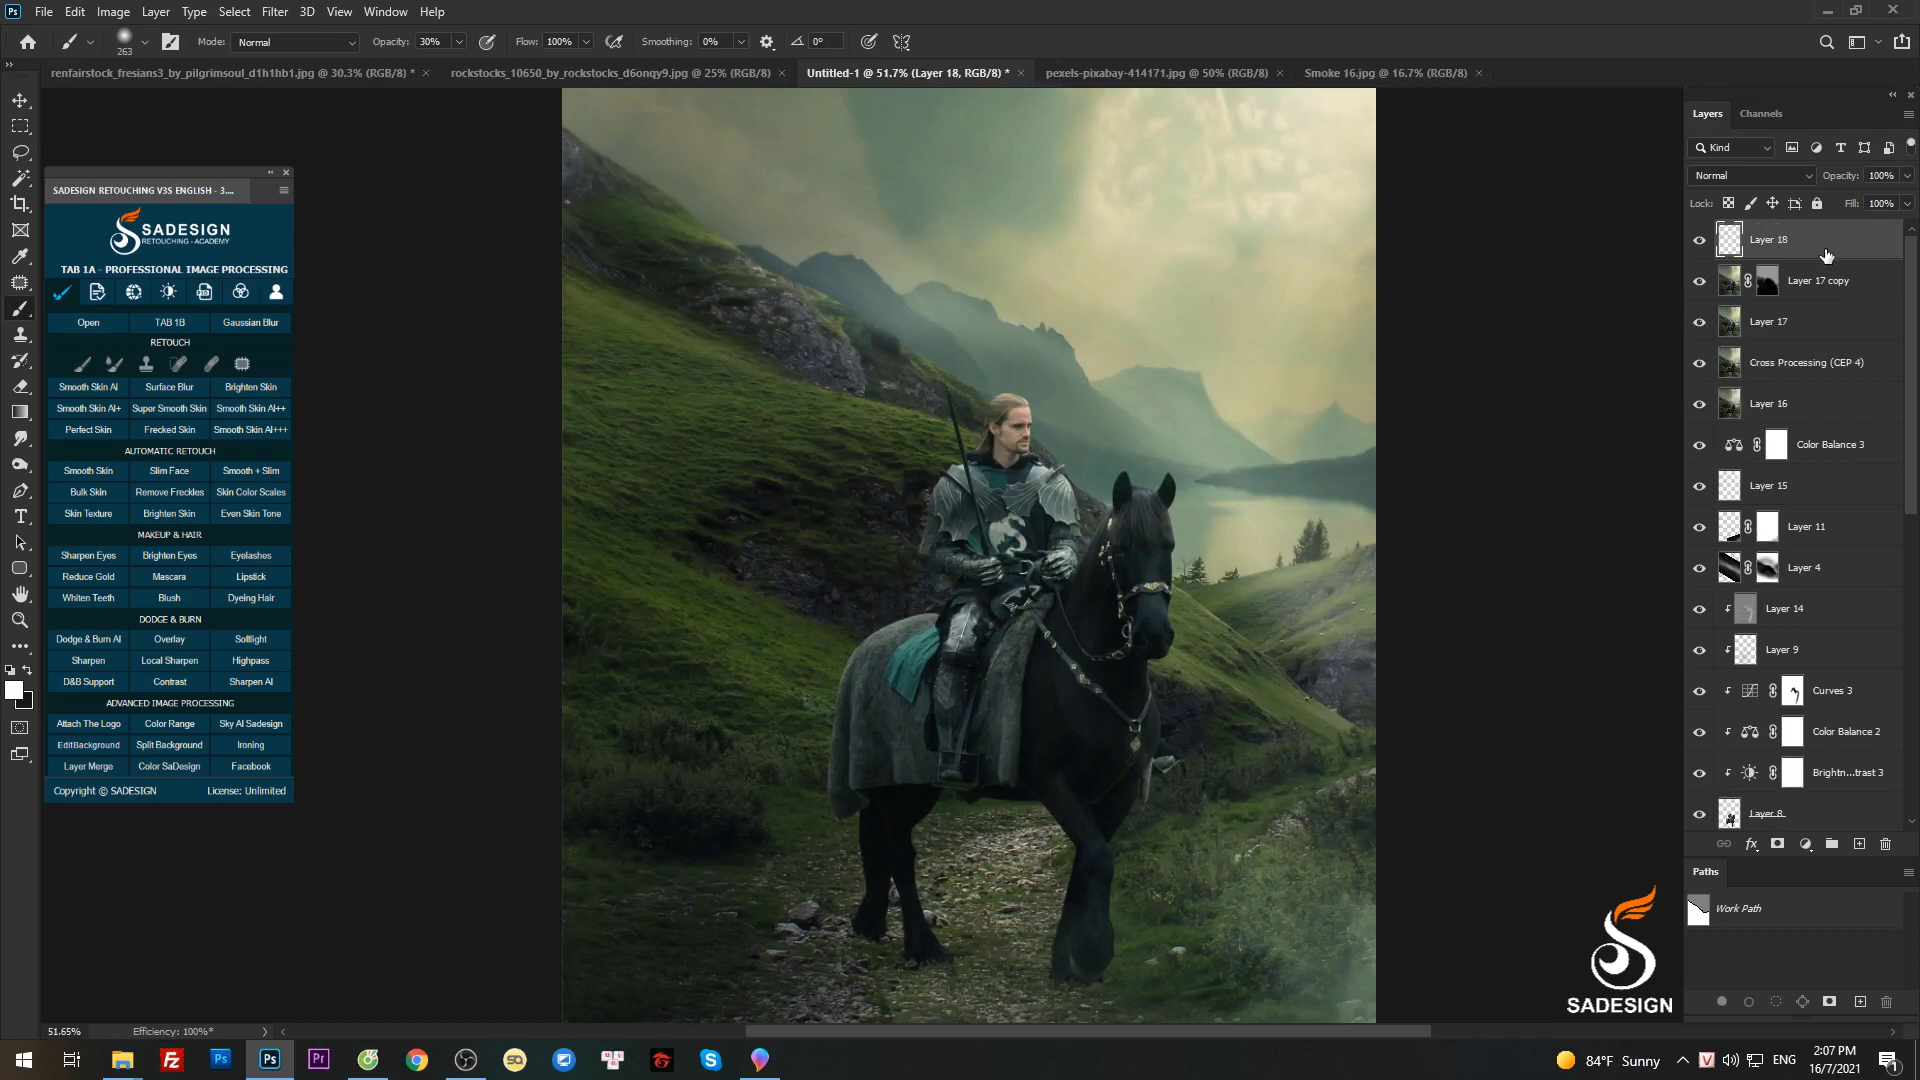 Ps File Edit Image Layer Type Select Filter 3D View Window Help
263 Mode: Normal Opacity: 30% Flow: 100% Smoothing: 0% 0°
renfairstock_fresians3_by_pilgrimsoul_d1h1hb1.jpg @ 30.3% (RGB/8) * × rockstocks_10650_by_rockstocks_d6onqy9.jpg @ 25% (RGB/8) × Untitled-1 @ 51.7% (Layer 18, RGB/8) * × pexels-pixabay-414171.jpg @ 50% (RGB/8) × Smoke 16.jpg @ 16.7% (RGB/8) ×
SADESIGN RETOUCHING V3S ENGLISH - 3....
SADESIGN
RETOUCHING - ACADEMY
TAB 1A - PROFESSIONAL IMAGE PROCESSING
Open TAB 1B Gaussian Blur
RETOUCH
Smooth Skin AI Surface Blur Brighten Skin
Smooth Skin AI+ Super Smooth Skin Smooth Skin AI++
Perfect Skin Frecked Skin Smooth Skin AI+++
AUTOMATIC RETOUCH
Smooth Skin Slim Face Smooth + Slim
Bulk Skin Remove Freckles Skin Color Scales
Skin Texture Brighten Skin Even Skin Tone
MAKEUP & HAIR
Sharpen Eyes Brighten Eyes Eyelashes
Reduce Gold Mascara Lipstick
Whiten Teeth Blush Dyeing Hair
DODGE & BURN
Dodge & Burn AI Overlay Softlight
Sharpen Local Sharpen Highpass
D&B Support Contrast Sharpen AI
ADVANCED IMAGE PROCESSING
Attach The Logo Color Range Sky AI Sadesign
EditBackground Split Background Ironing
Layer Merge Color SaDesign Facebook
Copyright © SADESIGN License: Unlimited
Layers Channels
Kind
Normal Opacity: 100%
Lock: Fill: 100%
Layer 18
Layer 17 copy
Layer 17
Cross Processing (CEP 4)
Layer 16
Color Balance 3
Layer 15
Layer 11
Layer 4
Layer 14
Layer 9
Curves 3
Color Balance 2
Brightn...trast 3
Layer 8
fx
Paths
Work Path
SADESIGN
51.65% Efficiency: 100%*
Fz Ps Ps Pr 84°F Sunny V ENG 2:07 PM
16/7/2021
1